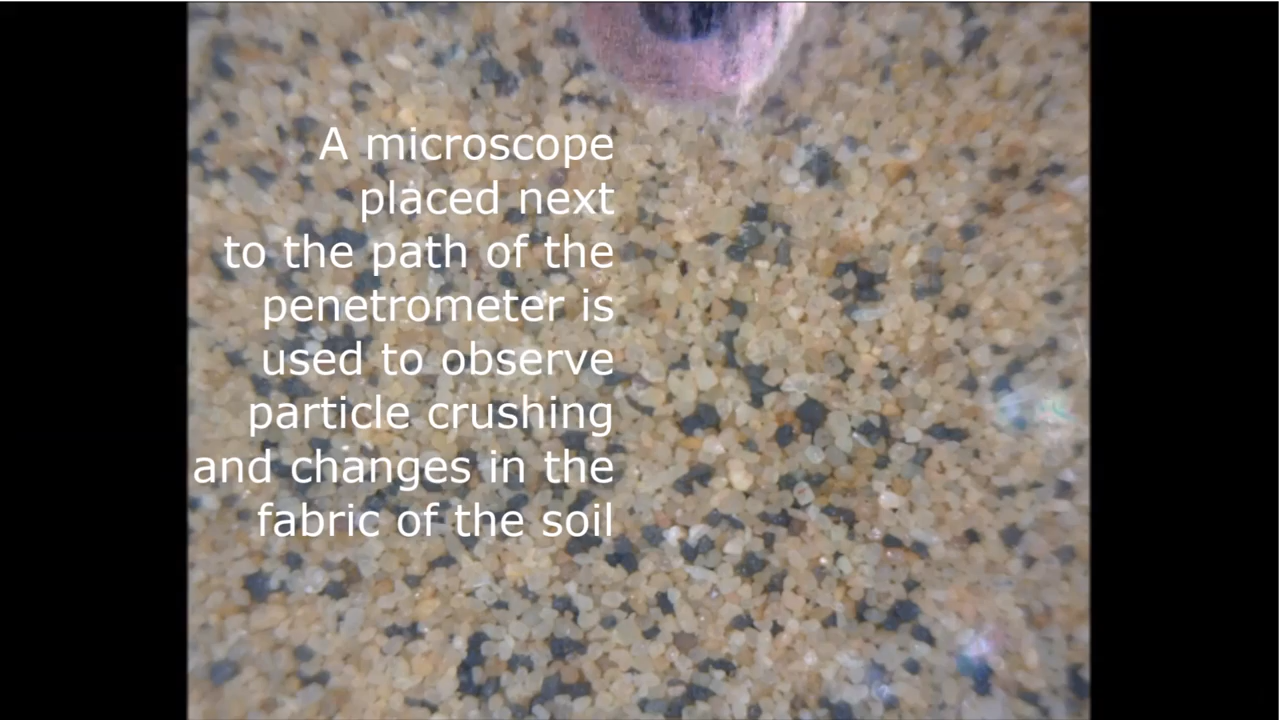 A microscope
placed next
to the path of the
penetrometer is
used to observe
particle crushing
and changes in the
fabric of the soil